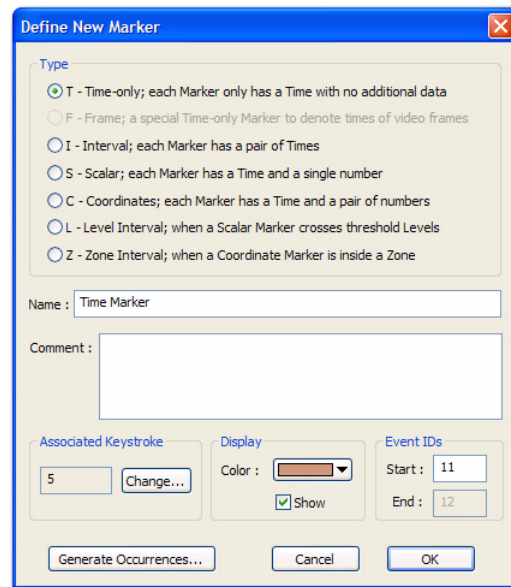 Define New Marker
Type
T - Time-only; each Marker only has a Time with no additional data
F - Frame; a special Time-only Marker to denote times of video frames
I - Interval; each Marker has a pair of Times
S - Scalar; each Marker has a Time and a single number
C - Coordinates; each Marker has a Time and a pair of numbers
L - Level Interval; when a Scalar Marker crosses threshold Levels
Z - Zone Interval; when a Coordinate Marker is inside a Zone
Name : Time Marker
Comment :
Associated Keystroke
5 Change...
Display
Color :
Show
Event IDs
Start : 11
End : 12
Generate Occurrences... Cancel OK